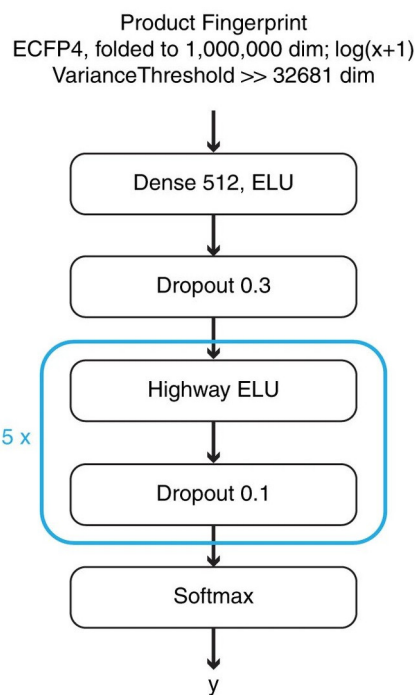 Product Fingerprint
ECFP4, folded to 1,000,000 dim; log(x+1)
VarianceThreshold >> 32681 dim
Dense 512, ELU
Dropout 0.3
Highway ELU
5 x
Dropout 0.1
Softmax
y